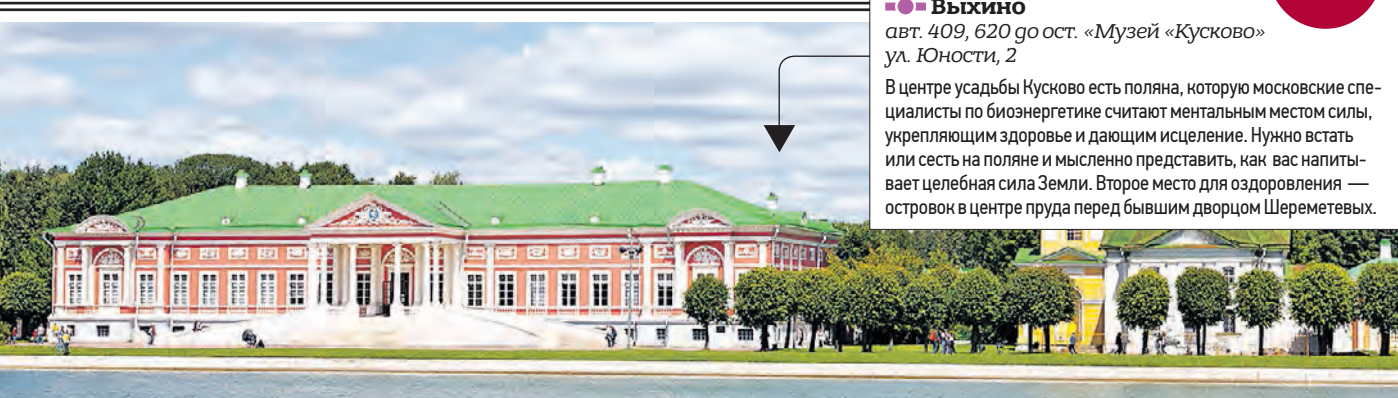 Выхино
авт. 409, 620 до ост. «Музей «Кусково»
ул. Юности, 2
В центре усадьбы Кусково есть поляна, которую московские спе-
циалисты по биоэнергетике считают ментальным местом силы,
укрепляющим здоровье и дающим исцеление. Нужно встать
или сесть на поляне и мысленно представить, как вас напиты-
вает целебная сила Земли. Второе место для оздоровления —
островок в центре пруда перед бывшим дворцом Шереметевых.